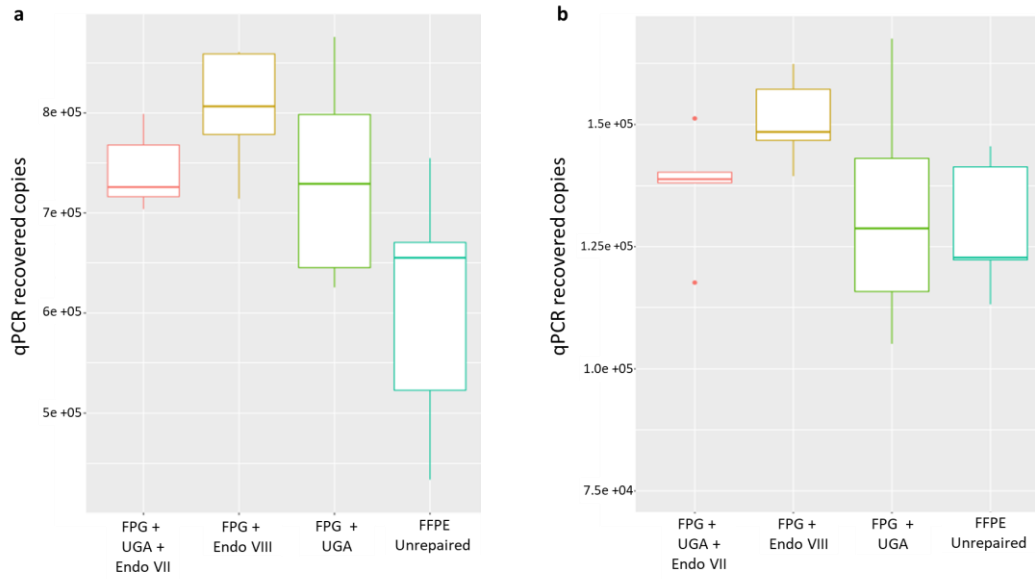 a
qPCR recovered copies
8e +05
7e +05
6e +05
5e +05
FPG +
UGA +
Endo VII
FPG +
Endo VIII
FPG +
UGA
FFPE
Unrepaired
b
qPCR recovered copies
1.5e +05
1.25e +05
1.0e +05
7.5e +04
FPG +
UGA +
Endo VII
FPG +
Endo VIII
FPG +
UGA
FFPE
Unrepaired